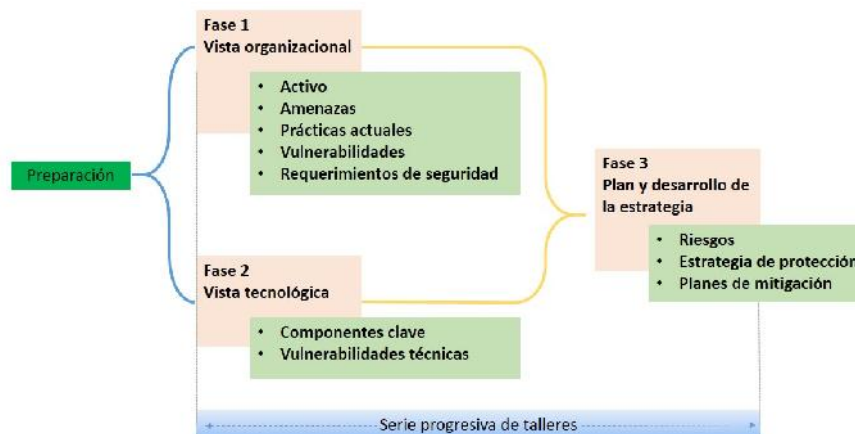 Preparación
Fase 1
Vista organizacional
• Activo
• Amenazas
• Prácticas actuales
• Vulnerabilidades
• Requerimientos de seguridad
Fase 2
Vista tecnológica
• Componentes clave
• Vulnerabilidades técnicas
Fase 3
Plan y desarrollo de
la estrategia
• Riesgos
• Estrategia de protección
• Planes de mitigación
Serie progresiva de talleres